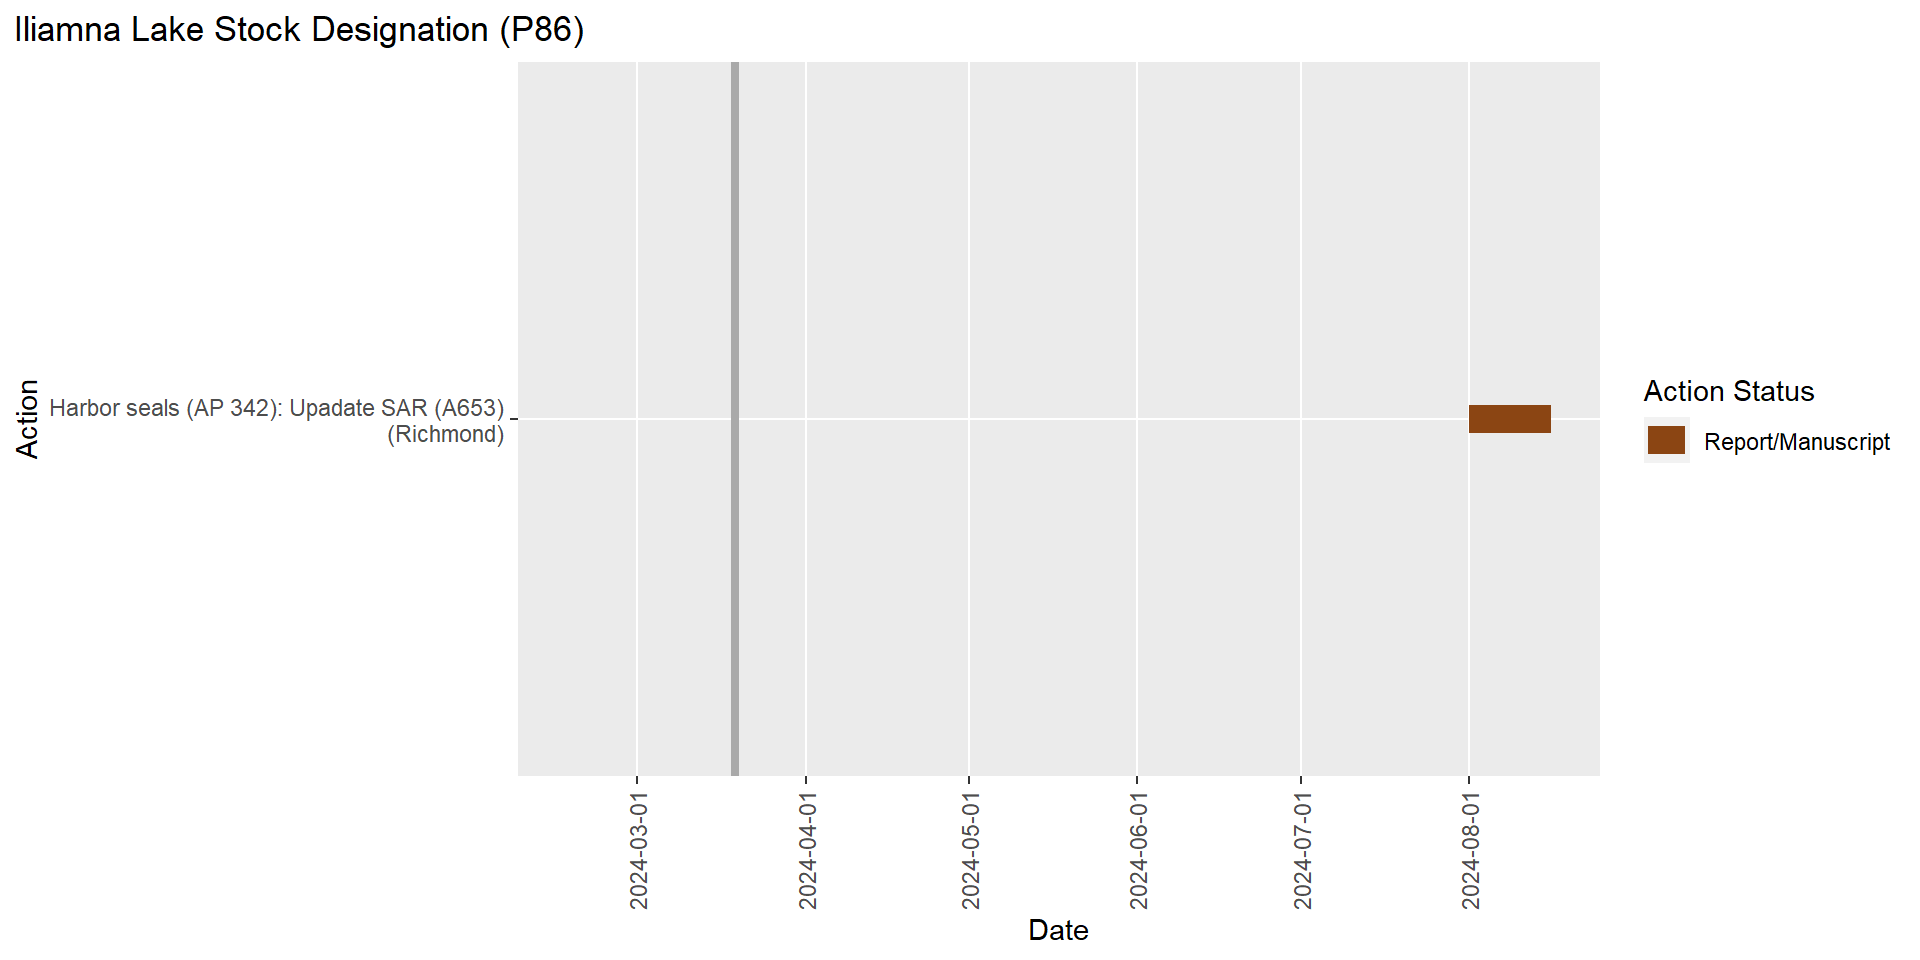 Iliamna Lake Stock Designation (P86)
Action
Harbor seals (AP 342): Upadate SAR (A653)
(Richmond)
2024-03-01
2024-04-01
2024-05-01
2024-06-01
2024-07-01
2024-08-01
Date
Action Status
Report/Manuscript